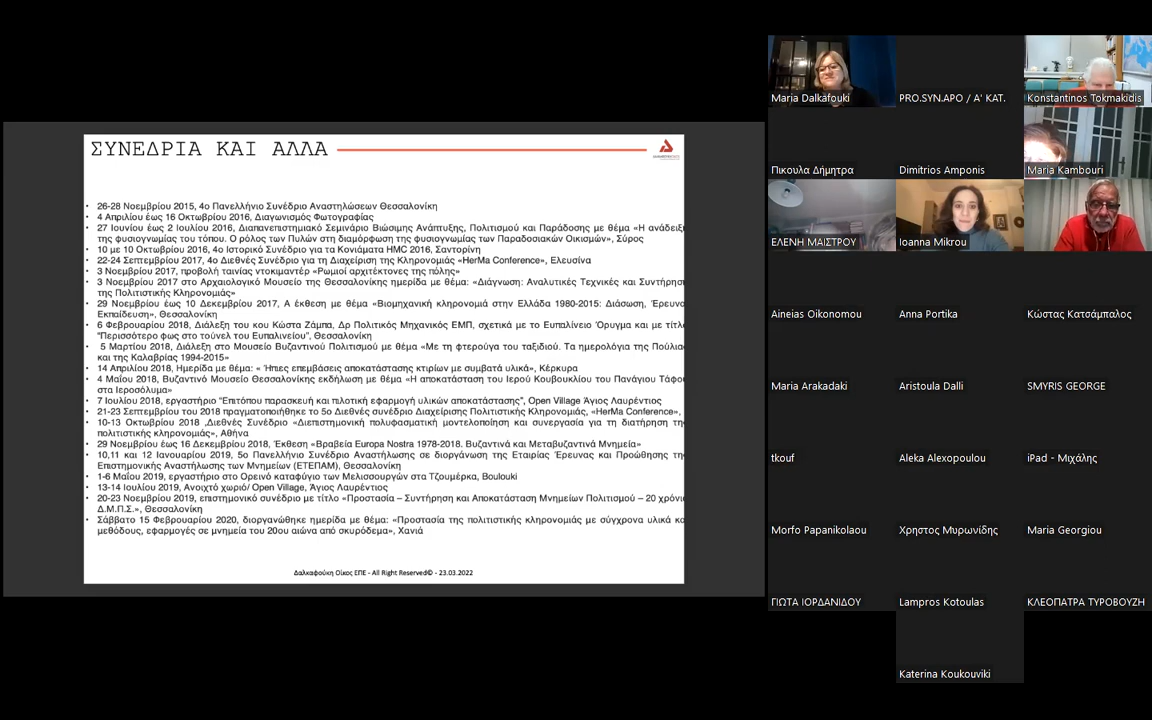 ΣΥΝΕΔΡΙΑ ΚΑΙ ΑΛΛΑ
• 26-28 Νοεμβρίου 2015, 4ο Πανελλήνιο Συνέδριο Αναστηλώσεων Θεσσαλονίκη
• 4 Απριλίου έως 16 Οκτωβρίου 2016, Διαγωνισμός Φωτογραφίας
• 27 Ιουνίου έως 2 Ιουλίου 2016, Διαπανεπιστημιακό Σεμινάριο Βιώσιμης Ανάπτυξης, Πολιτισμού και Παράδοσης με θέμα «Η ανάδειξη
της φυσιογνωμίας του τόπου. Ο ρόλος των Πυλών στη διαμόρφωση της φυσιογνωμίας των Παραδοσιακών Οικισμών», Σύρος
• 10 με 10 Οκτωβρίου 2016, 4ο Ιστορικό Συνέδριο για τα Κονιάματα HMC 2016, Σαντορίνη
• 22-24 Σεπτεμβρίου 2017, 4ο Διεθνές Συνέδριο για τη Διαχείριση της Κληρονομιάς «HerMa Conference», Ελευσίνα
• 3 Νοεμβρίου 2017, προβολή ταινίας ντοκιμαντέρ «Ρωμιοί αρχιτέκτονες της πόλης»
• 3 Νοεμβρίου 2017 στο Αρχαιολογικό Μουσείο της Θεσσαλονίκης ημερίδα με θέμα: «Διάγνωση: Αναλυτικές Τεχνικές και Συντήρηση
της Πολιτιστικής Κληρονομιάς»
• 29 Νοεμβρίου έως 10 Δεκεμβρίου 2017, Α έκθεση με θέμα «Βιομηχανική κληρονομιά στην Ελλάδα 1980-2015: Διάσωση, Έρευνα
Εκπαίδευση», Θεσσαλονίκη
• 6 Φεβρουαρίου 2018, Διάλεξη του κου Κώστα Ζάμπα, Δρ Πολιτικός Μηχανικός ΕΜΠ, σχετικά με το Ευπαλίνειο Όρυγμα και με τίτλο
“Περισσότερο φως στο τούνελ του Ευπαλινείου”, Θεσσαλονίκη
• 5 Μαρτίου 2018, Διάλεξη στο Μουσείο Βυζαντινού Πολιτισμού με θέμα «Με τη φτερούγα του ταξιδιού. Τα ημερολόγια της Πούλιας
και της Καλαβρίας 1994-2015»
• 14 Απριλίου 2018, Ημερίδα με θέμα: « Ήπιες επεμβάσεις αποκατάστασης κτιρίων με συμβατά υλικά», Κέρκυρα
• 4 Μαΐου 2018, Βυζαντινό Μουσείο Θεσσαλονίκης εκδήλωση με θέμα «Η αποκατάσταση του Ιερού Κουβουκλίου του Πανάγιου Τάφου
στα Ιεροσόλυμα»
• 7 Ιουλίου 2018, εργαστήριο “Επιτόπου παρασκευή και πιλοτική εφαρμογή υλικών αποκατάστασης”, Open Village Άγιος Λαυρέντιος
• 21-23 Σεπτεμβρίου του 2018 πραγματοποιήθηκε το 5ο Διεθνές συνέδριο Διαχείρισης Πολιτιστικής Κληρονομιάς, «HerMa Conference»,
• 10-13 Οκτωβρίου 2018 ,Διεθνές Συνέδριο «Διεπιστημονική πολυφασματική μοντελοποίηση και συνεργασία για τη διατήρηση της
πολιτιστικής κληρονομιάς», Αθήνα
• 29 Νοεμβρίου έως 16 Δεκεμβρίου 2018, Έκθεση «Βραβεία Europa Nostra 1978-2018. Βυζαντινά και Μεταβυζαντινά Μνημεία»
• 10,11 και 12 Ιανουαρίου 2019, 5ο Πανελλήνιο Συνέδριο Αναστήλωσης σε διοργάνωση της Εταιρίας Έρευνας και Προώθησης της
Επιστημονικής Αναστήλωσης των Μνημείων (ΕΤΕΠΑΜ), Θεσσαλονίκη
• 1-6 Μαΐου 2019, εργαστήριο στο Ορεινό καταφύγιο των Μελισσουργών στα Τζουμέρκα, Boulouki
• 13-14 Ιουλίου 2019, Ανοιχτό χωριό/ Open Village, Άγιος Λαυρέντιος
• 20-23 Νοεμβρίου 2019, επιστημονικό συνέδριο με τίτλο «Προστασία – Συντήρηση και Αποκατάσταση Μνημείων Πολιτισμού – 20 χρόνια
Δ.Μ.Π.Σ.», Θεσσαλονίκη
• Σάββατο 15 Φεβρουαρίου 2020, διοργανώθηκε ημερίδα με θέμα: «Προστασία της πολιτιστικής κληρονομιάς με σύγχρονα υλικά και
μεθόδους, εφαρμογές σε μνημεία του 20ου αιώνα από σκυρόδεμα», Χανιά
Δαλκαφούκη Οίκος ΕΠΕ - All Right Reserved© - 23.03.2022
Maria Dalkafouki
PRO.SYN.APO / Α' ΚΑΤ.
Konstantinos Tokmakidis
Πικουλα Δήμητρα
Dimitrios Amponis
Maria Kambouri
ΕΛΕΝΗ ΜΑΙΣΤΡΟΥ
Ioanna Mikrou
Aineias Oikonomou
Anna Portika
Κώστας Κατσάμπαλος
Maria Arakadaki
Aristoula Dalli
SMYRIS GEORGE
tkouf
Aleka Alexopoulou
iPad - Μιχάλης
Morfo Papanikolaou
Χρηστος Μυρωνίδης
Maria Georgiou
ΓΙΩΤΑ ΙΟΡΔΑΝΙΔΟΥ
Lampros Kotoulas
ΚΛΕΟΠΑΤΡΑ ΤΥΡΟΒΟΥΖΗ
Katerina Koukouviki